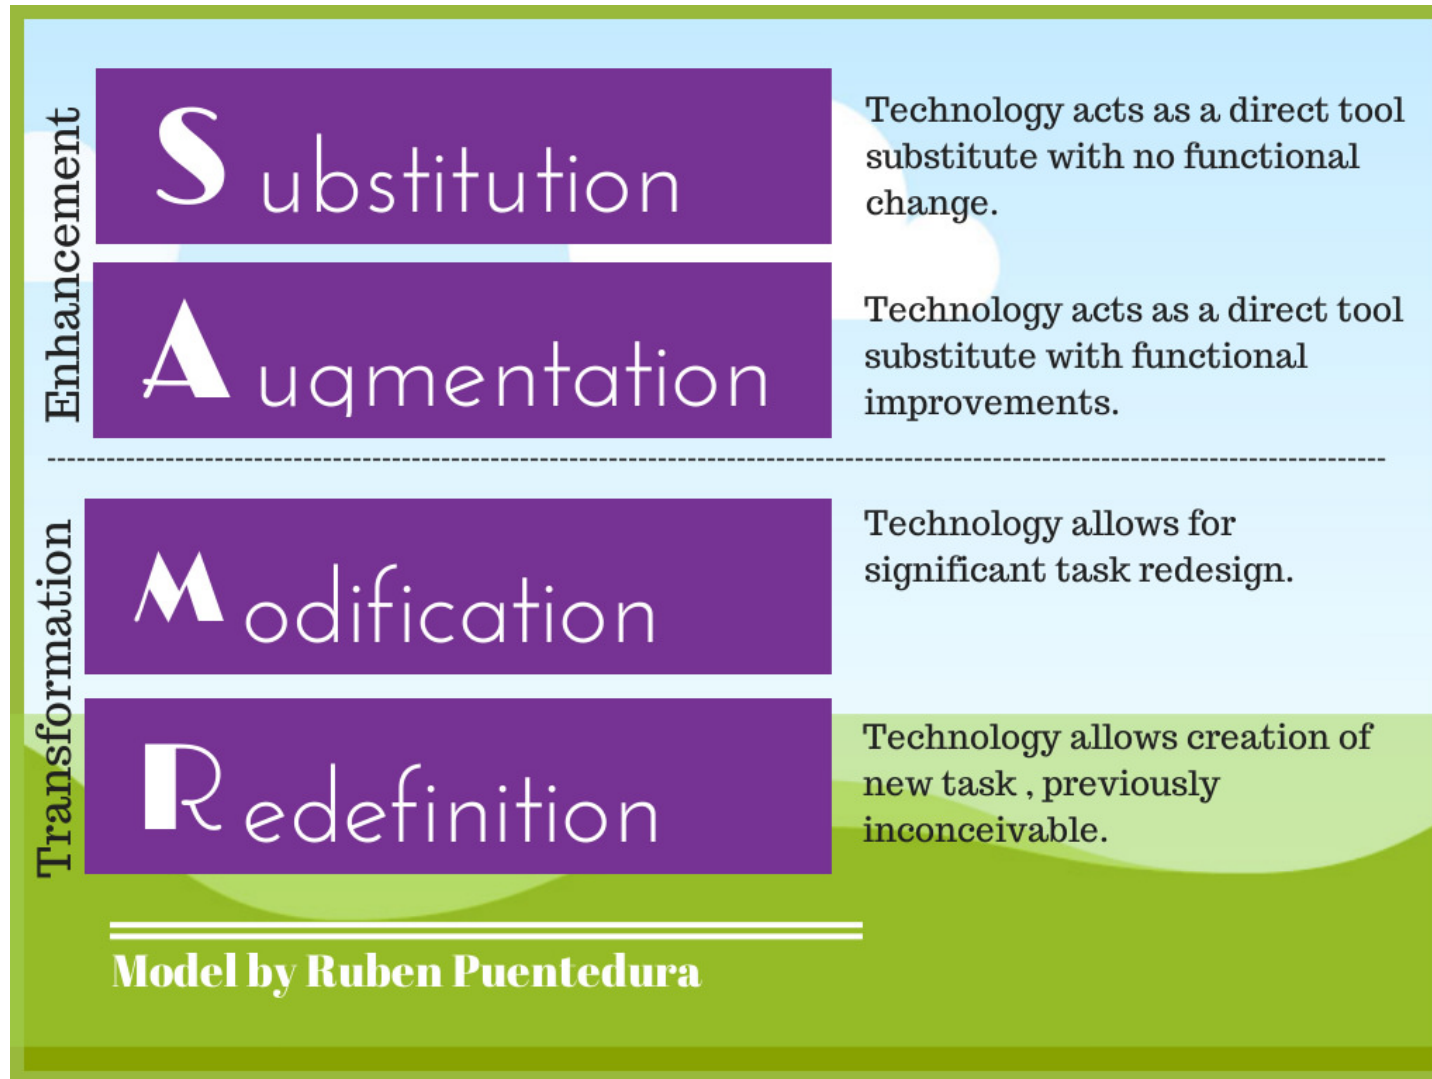 Enhancement
Substitution
Technology acts as a direct tool
substitute with no functional
change.
Augmentation
Technology acts as a direct tool
substitute with functional
improvements.
Transformation
Modification
Technology allows for
significant task redesign.
Redefinition
Technology allows creation of
new task , previously
inconceivable.
Model by Ruben Puentedura